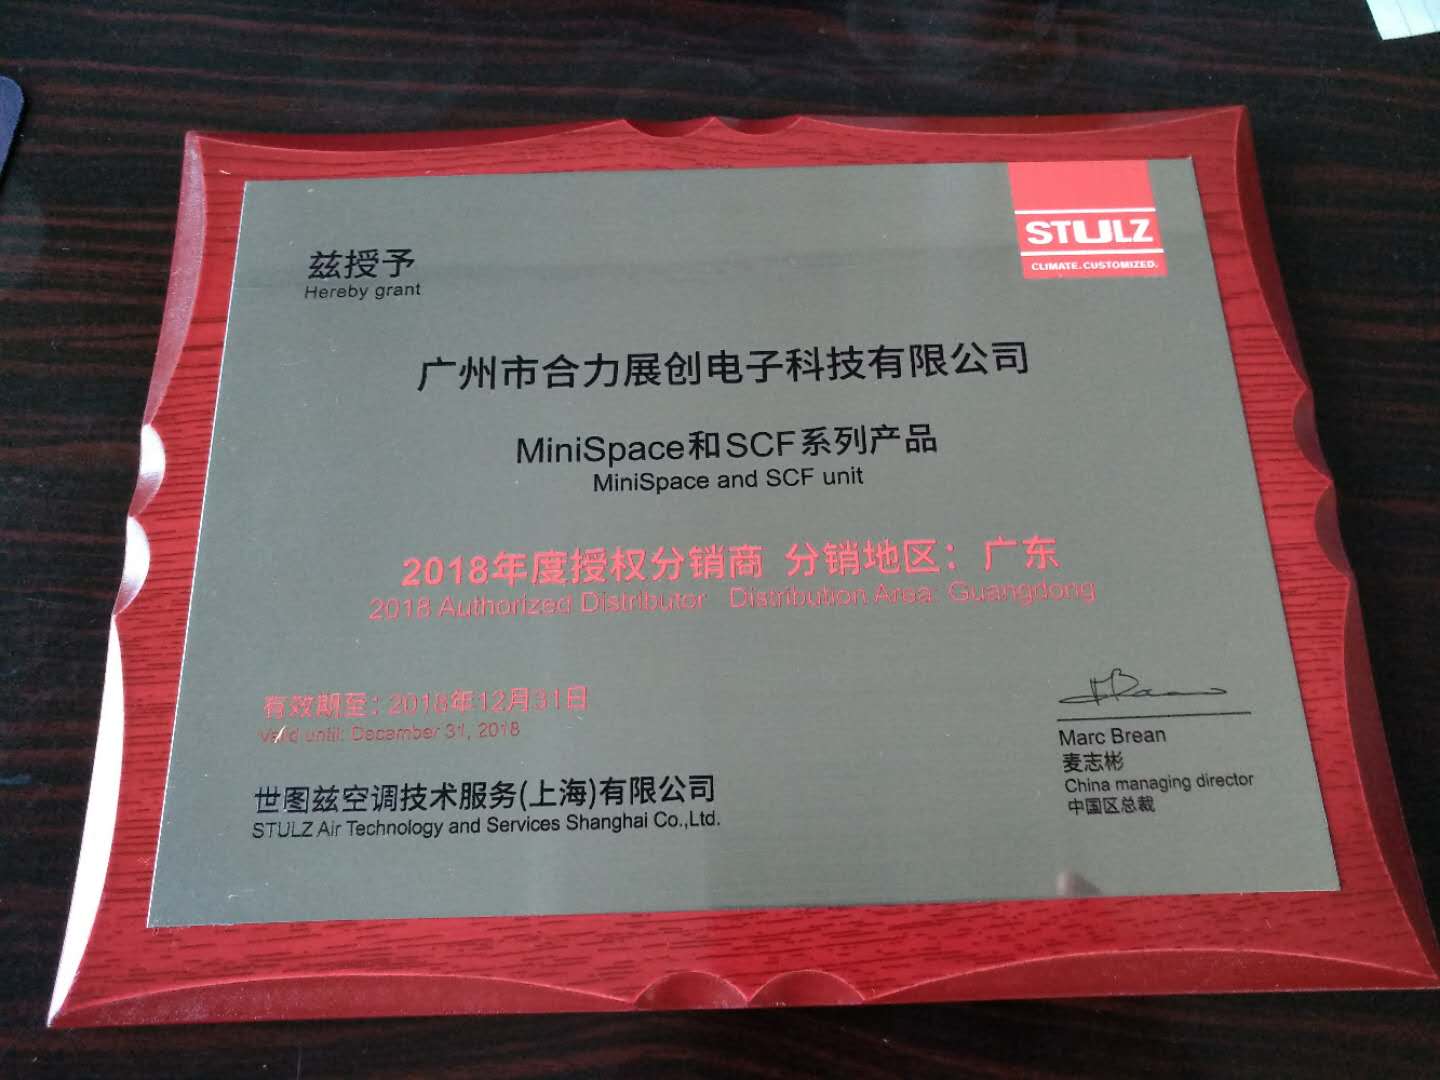 STULZ
CLIMATE. CUSTOMIZED.
兹授予
Hereby grant
广州市合力展创电子科技有限公司
MiniSpace和SCF系列产品
MiniSpace and SCF unit
2018年度授权分销商 分销地区：广东
2018 Authorized Distributor Distribution Area: Guangdong
有效期至：2018年12月31日
Valid until: December 31, 2018
世图兹空调技术服务(上海)有限公司
STULZ Air Technology and Services Shanghai Co.,Ltd.
Marc Brean
麦志彬
China managing director
中国区总裁